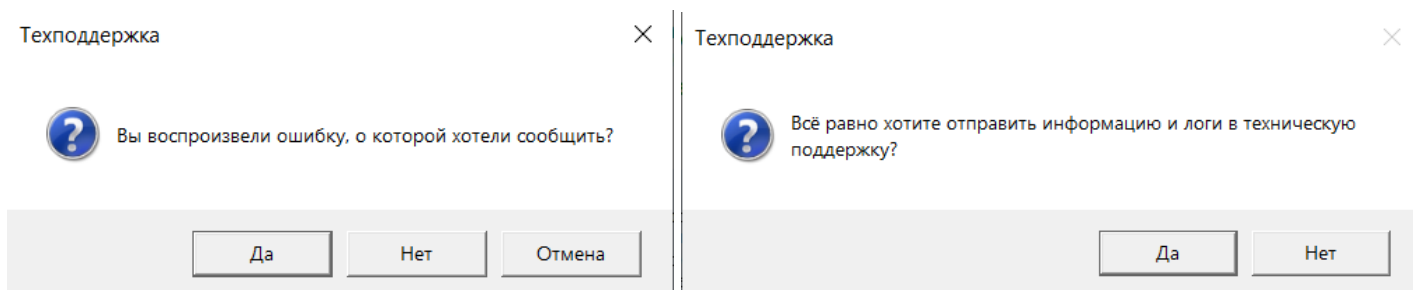 Техподдержка
Вы воспроизвели ошибку, о которой хотели сообщить?
Да
Нет
Отмена
Техподдержка
Всё равно хотите отправить информацию и логи в техническую
поддержку?
Да
Нет